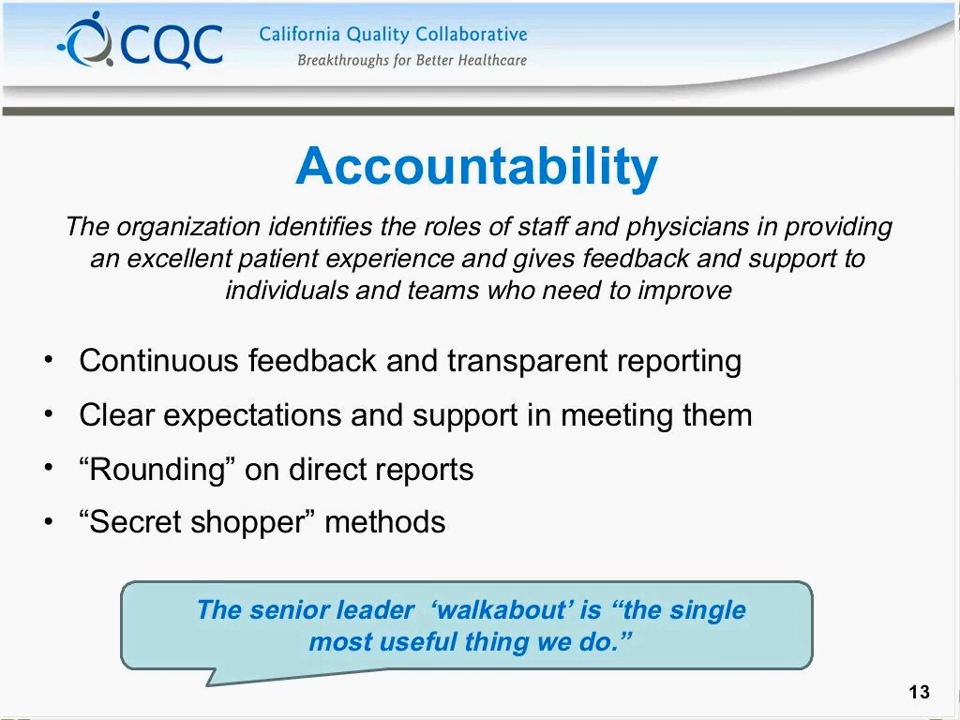 CQC
California Quality Collaborative
Breakthroughs for Better Healthcare
Accountability
The organization identifies the roles of staff and physicians in providing
an excellent patient experience and gives feedback and support to
individuals and teams who need to improve
• Continuous feedback and transparent reporting
• Clear expectations and support in meeting them
• “Rounding” on direct reports
• “Secret shopper” methods
The senior leader ‘walkabout’ is “the single
most useful thing we do.”
13